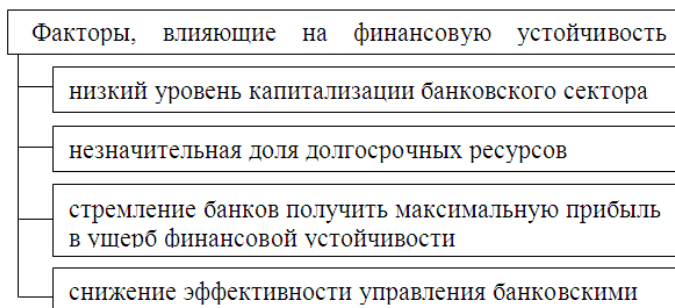 Факторы, влияющие на финансовую устойчивость
низкий уровень капитализации банковского сектора
незначительная доля долгосрочных ресурсов
стремление банков получить максимальную прибыль
в ущерб финансовой устойчивости
снижение эффективности управления банковскими